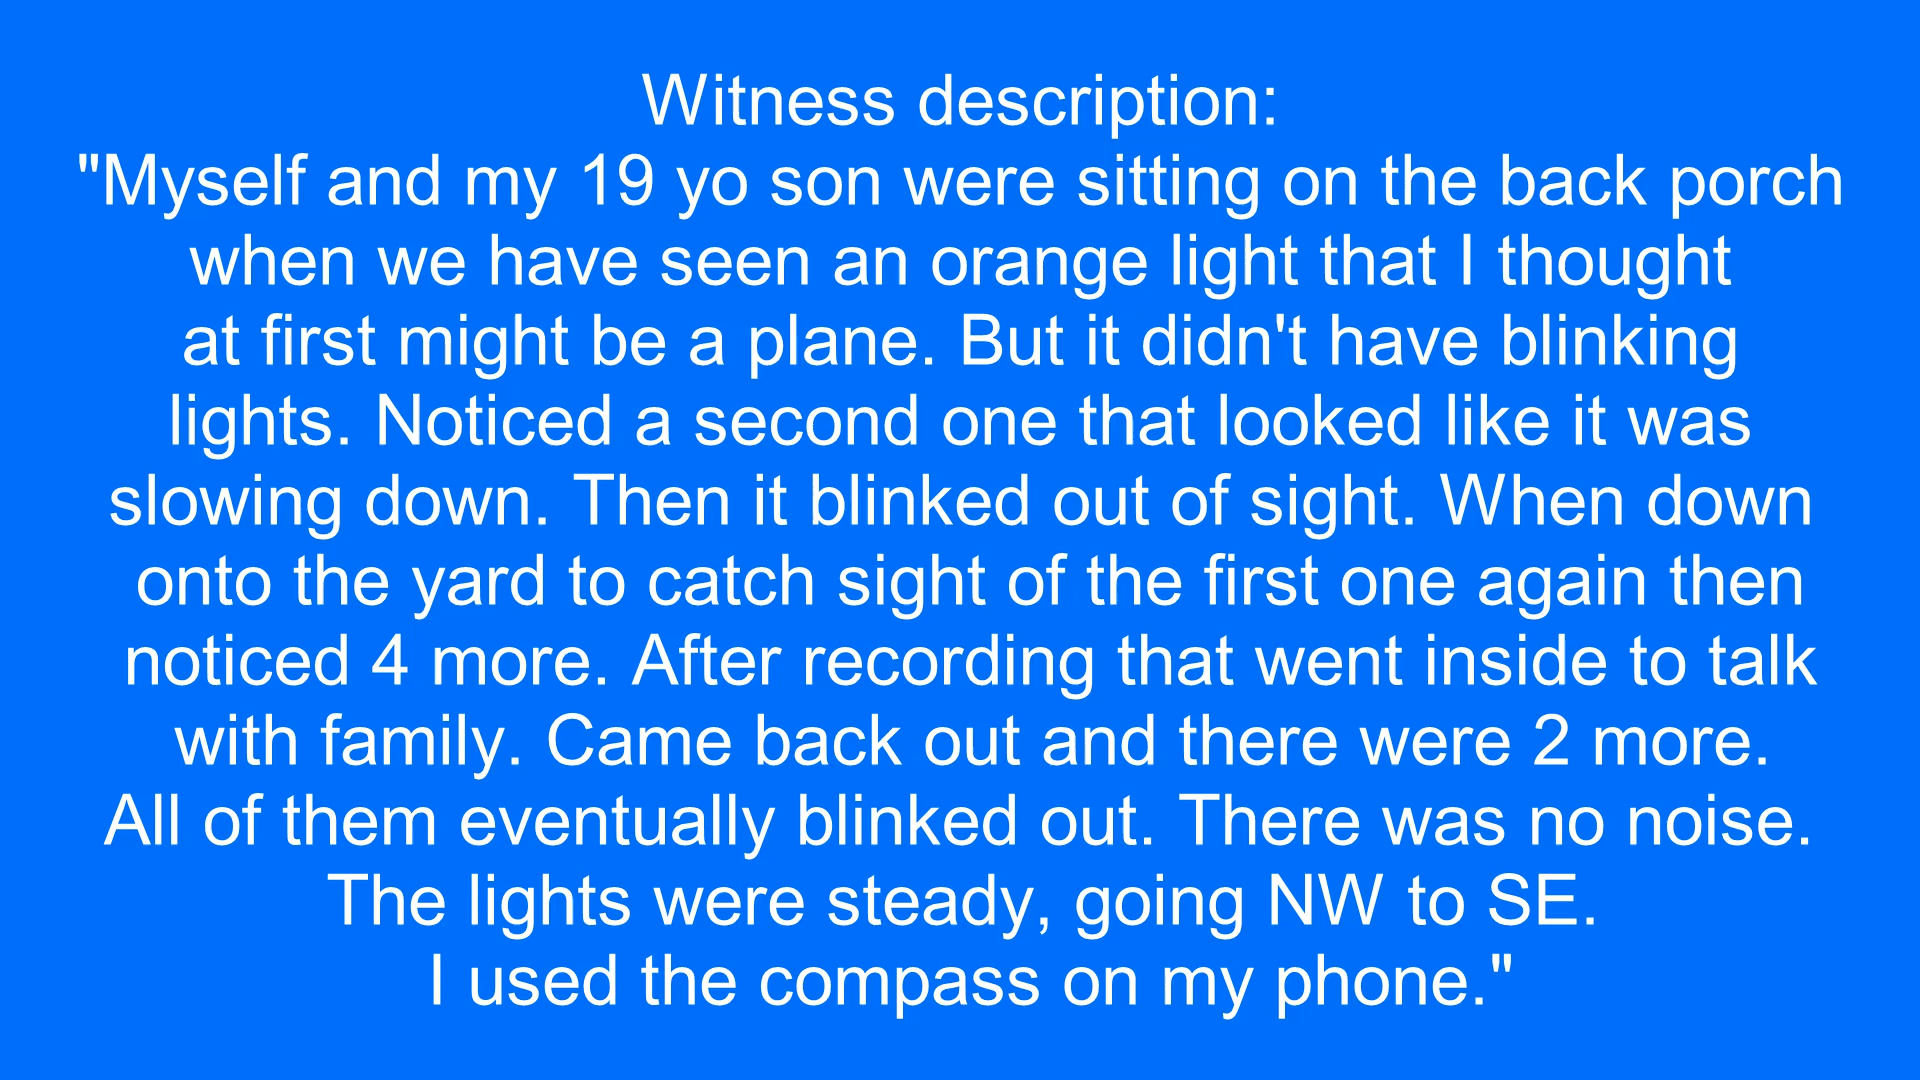 Witness description:
"Myself and my 19 yo son were sitting on the back porch
when we have seen an orange light that I thought
at first might be a plane. But it didn't have blinking
lights. Noticed a second one that looked like it was
slowing down. Then it blinked out of sight. When down
onto the yard to catch sight of the first one again then
noticed 4 more. After recording that went inside to talk
with family. Came back out and there were 2 more.
All of them eventually blinked out. There was no noise.
The lights were steady, going NW to SE.
I used the compass on my phone."